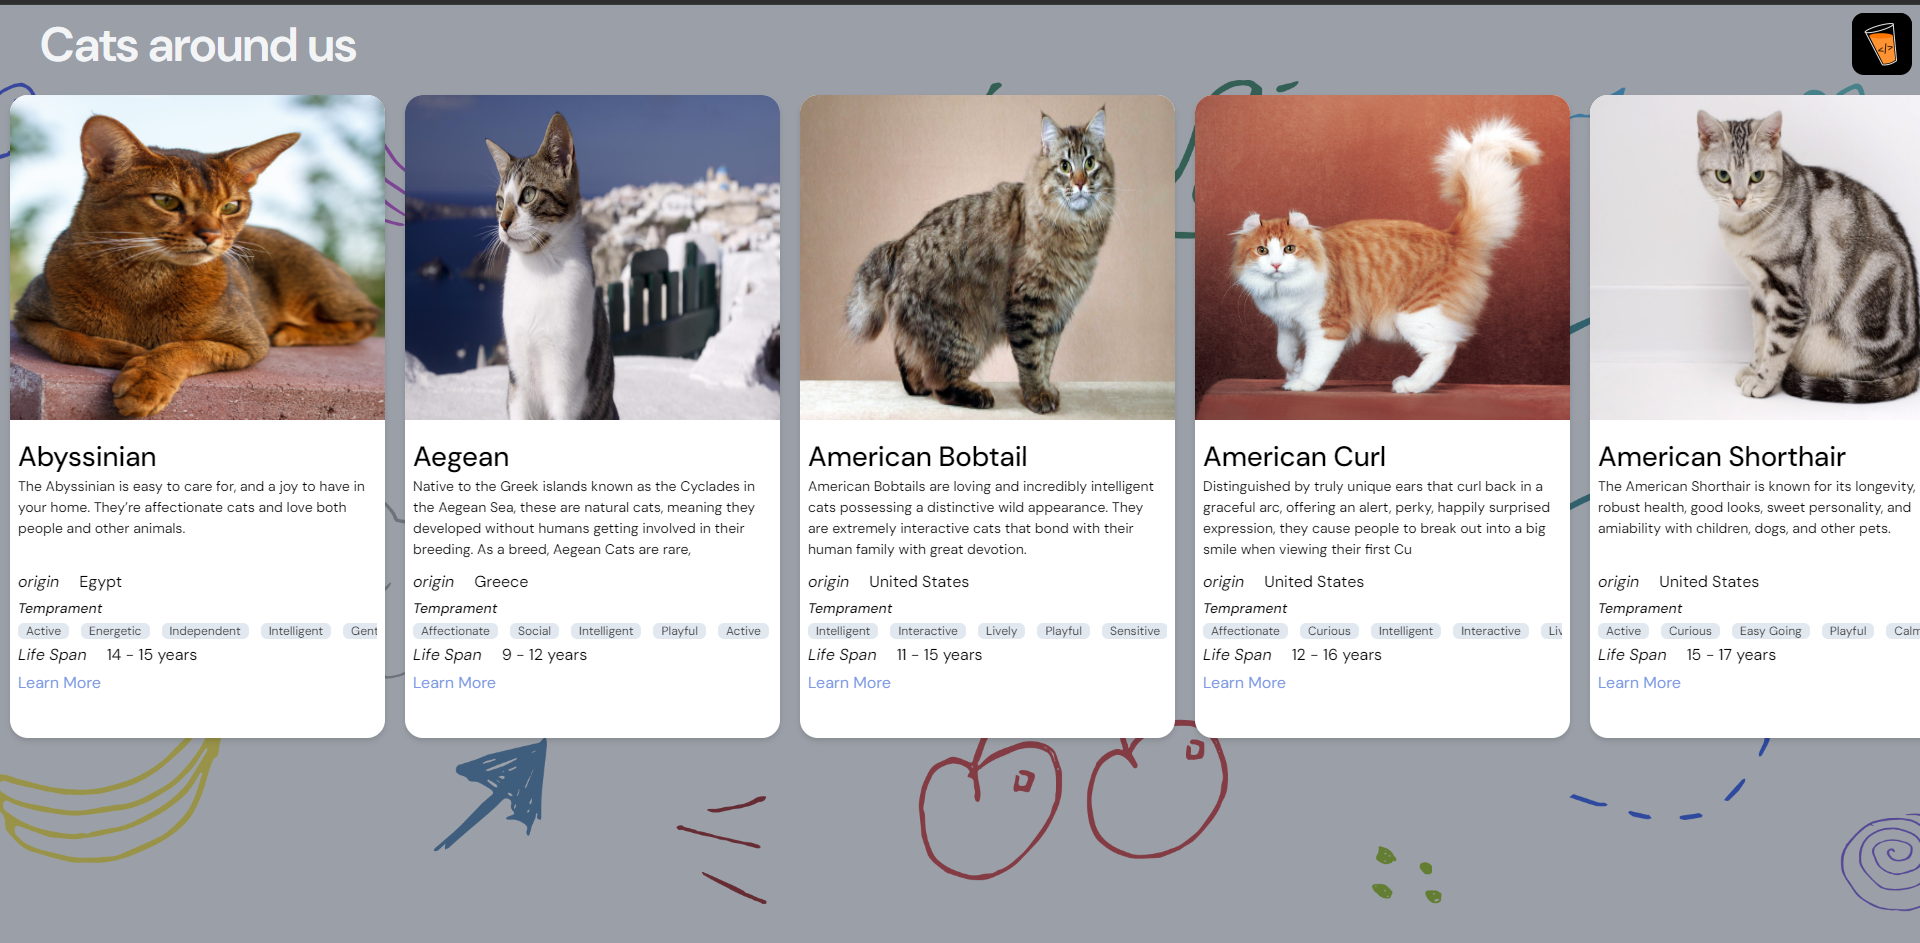 Cats around us
</>
Abyssinian
The Abyssinian is easy to care for, and a joy to have in
your home. They’re affectionate cats and love both
people and other animals.
origin Egypt
Temprament
Active Energetic Independent Intelligent Gent
Life Span 14 - 15 years
Learn More
Aegean
Native to the Greek islands known as the Cyclades in
the Aegean Sea, these are natural cats, meaning they
developed without humans getting involved in their
breeding. As a breed, Aegean Cats are rare,
origin Greece
Temprament
Affectionate Social Intelligent Playful Active
Life Span 9 - 12 years
Learn More
American Bobtail
American Bobtails are loving and incredibly intelligent
cats possessing a distinctive wild appearance. They
are extremely interactive cats that bond with their
human family with great devotion.
origin United States
Temprament
Intelligent Interactive Lively Playful Sensitive
Life Span 11 - 15 years
Learn More
American Curl
Distinguished by truly unique ears that curl back in a
graceful arc, offering an alert, perky, happily surprised
expression, they cause people to break out into a big
smile when viewing their first Cu
origin United States
Temprament
Affectionate Curious Intelligent Interactive Liv
Life Span 12 - 16 years
Learn More
American Shorthair
The American Shorthair is known for its longevity,
robust health, good looks, sweet personality, and
amiability with children, dogs, and other pets.
origin United States
Temprament
Active Curious Easy Going Playful Calm
Life Span 15 - 17 years
Learn More